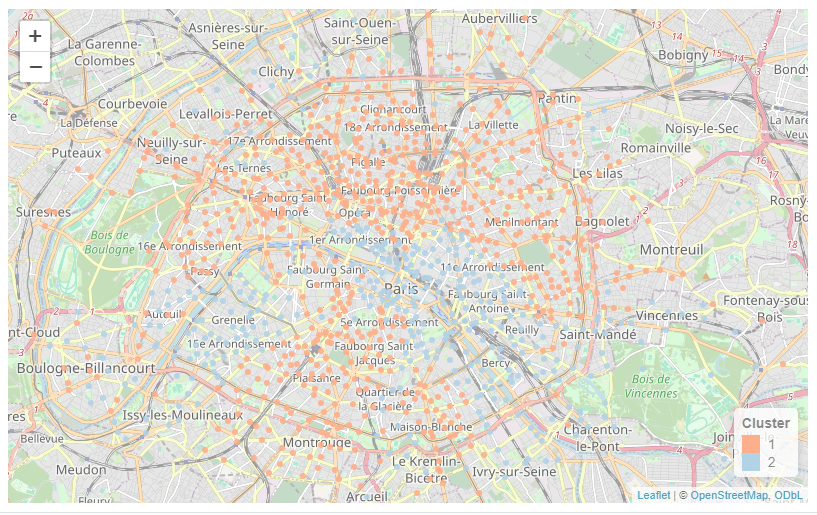 +
−
Asnières-sur-
Seine
Saint-Ouen-
sur-Seine
Aubervilliers
La Garenne-
Colombes
Bobigny
Bondy
Clichy
Courbevoie
Levallois-Perret
La Défense
Pantin
Clignancourt
18e Arrondissement
La Villette
Noisy-le-Sec
Romainville
Neuilly-sur-
Seine
17e Arrondissement
Puteaux
Les Ternes
Pigalle
Les Lilas
Faubourg Poissonnière
Faubourg Saint-
Honoré
Opéra
Suresnes
Ménilmontant
Bagnolet
Bois de
Boulogne
16e Arrondissement
1er Arrondissement
Montreuil
Passy
Faubourg Saint-
Germain
11e Arrondissement
Paris
Faubourg Saint-
Antoine
Fontenay-sous-
Bois
Auteuil
Grenelle
5e Arrondissement
Reuilly
Vincennes
Saint-Mandé
nt-Cloud
15e Arrondissement
Faubourg Saint-
Jacques
Boulogne-Billancourt
Bercy
Plaisance
Bois de
Vincennes
Quartier de
la Glacière
Issy-les-Moulineaux
Maison-Blanche
Bellevue
Montrouge
Charenton-
le-Pont
Meudon
Le Kremlin-
Bicêtre
Ivry-sur-Seine
Arcueil
Cluster
1
2
Leaflet | © OpenStreetMap, ODbL